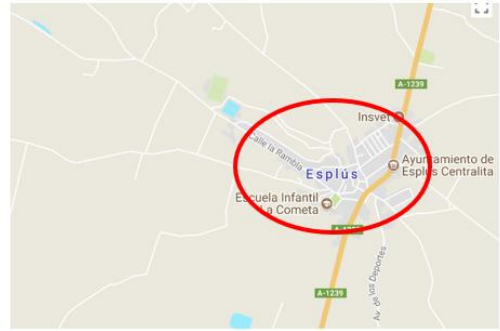 A-1239
Insvet
Calle la Rambla
Ayuntamiento de
Esplús Centralita
Esplús
Escuela Infantil
La Cometa
A-1239
A-1239
Av. de los Deportes